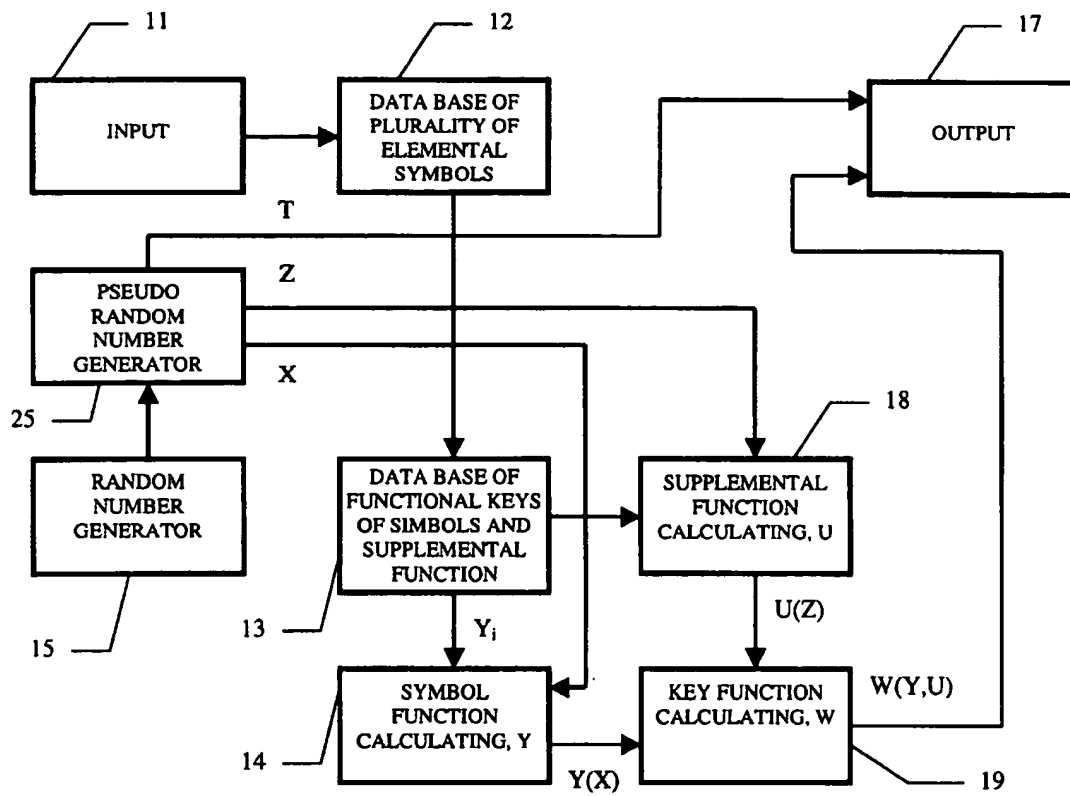 11
12
17
INPUT
DATA BASE OF
PLURALITY OF
ELEMENTAL
SYMBOLS
OUTPUT
T
Z
X
PSEUDO
RANDOM
NUMBER
GENERATOR
25
18
RANDOM
NUMBER
GENERATOR
15
DATA BASE OF
FUNCTIONAL KEYS
OF SIMBOLS AND
SUPPLEMENTAL
FUNCTION
13
SUPPLEMENTAL
FUNCTION
CALCULATING, U
Yi
U(Z)
SYMBOL
FUNCTION
CALCULATING, Y
14
Y(X)
KEY FUNCTION
CALCULATING, W
W(Y,U)
19